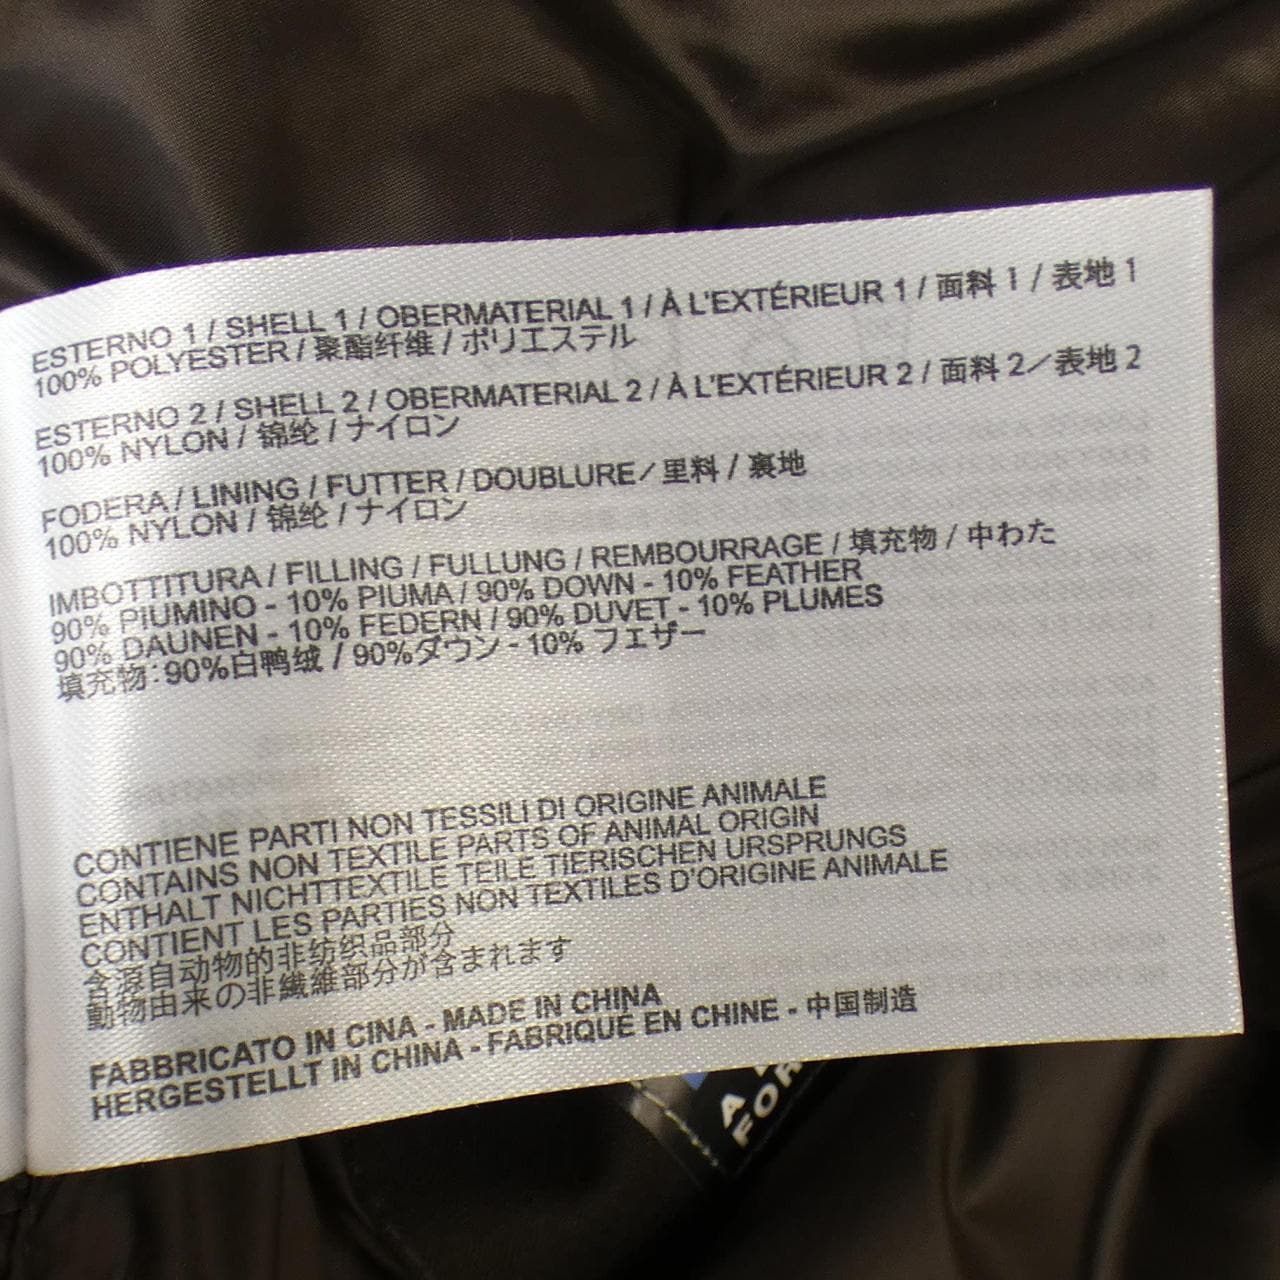 ESTERNO 1 / SHELL 1 / OBERMATERIAL 1 / À L'EXTÉRIEUR 1 / 面料 1 / 表地 1
100% POLYESTER / 聚酯纤维 / ポリエステル
ESTERNO 2 / SHELL 2 / OBERMATERIAL 2 / À L'EXTÉRIEUR 2 / 面料 2／表地 2
100% NYLON / 锦纶 / ナイロン
FODERA / LINING / FUTTER / DOUBLURE／里料 / 裏地
100% NYLON / 锦纶 / ナイロン
IMBOTTITURA / FILLING / FULLUNG / REMBOURRAGE / 填充物 / 中わた
90% PIUMINO - 10% PIUMA / 90% DOWN - 10% FEATHER
90% DAUNEN - 10% FEDERN / 90% DUVET - 10% PLUMES
填充物:90%白鸭绒 / 90%ダウン - 10% フェザー
CONTIENE PARTI NON TESSILI DI ORIGINE ANIMALE
CONTAINS NON TEXTILE PARTS OF ANIMAL ORIGIN
ENTHALT NICHTTEXTILE TEILE TIERISCHEN URSPRUNGS
CONTIENT LES PARTIES NON TEXTILES D'ORIGINE ANIMALE
含源自动物的非纺织品部分
動物由来の非繊維部分が含まれます
FABBRICATO IN CINA - MADE IN CHINA
HERGESTELLT IN CHINA - FABRIQUÉ EN CHINE - 中国制造
A
FOR